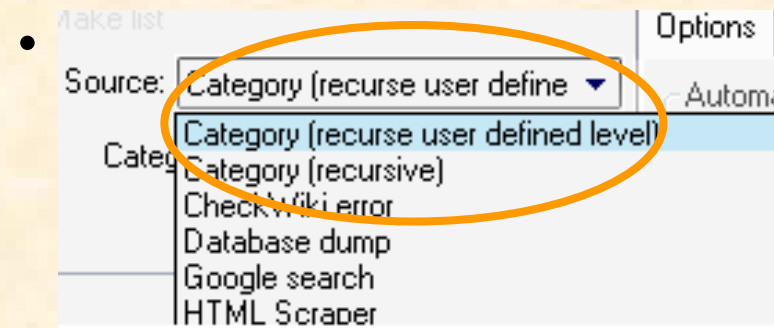 Make list
Options
Source: Category (recurse user define
Automa
Categ
Category (recurse user defined level)
Category (recursive)
CheckWiki error
Database dump
Google search
HTML Scraper